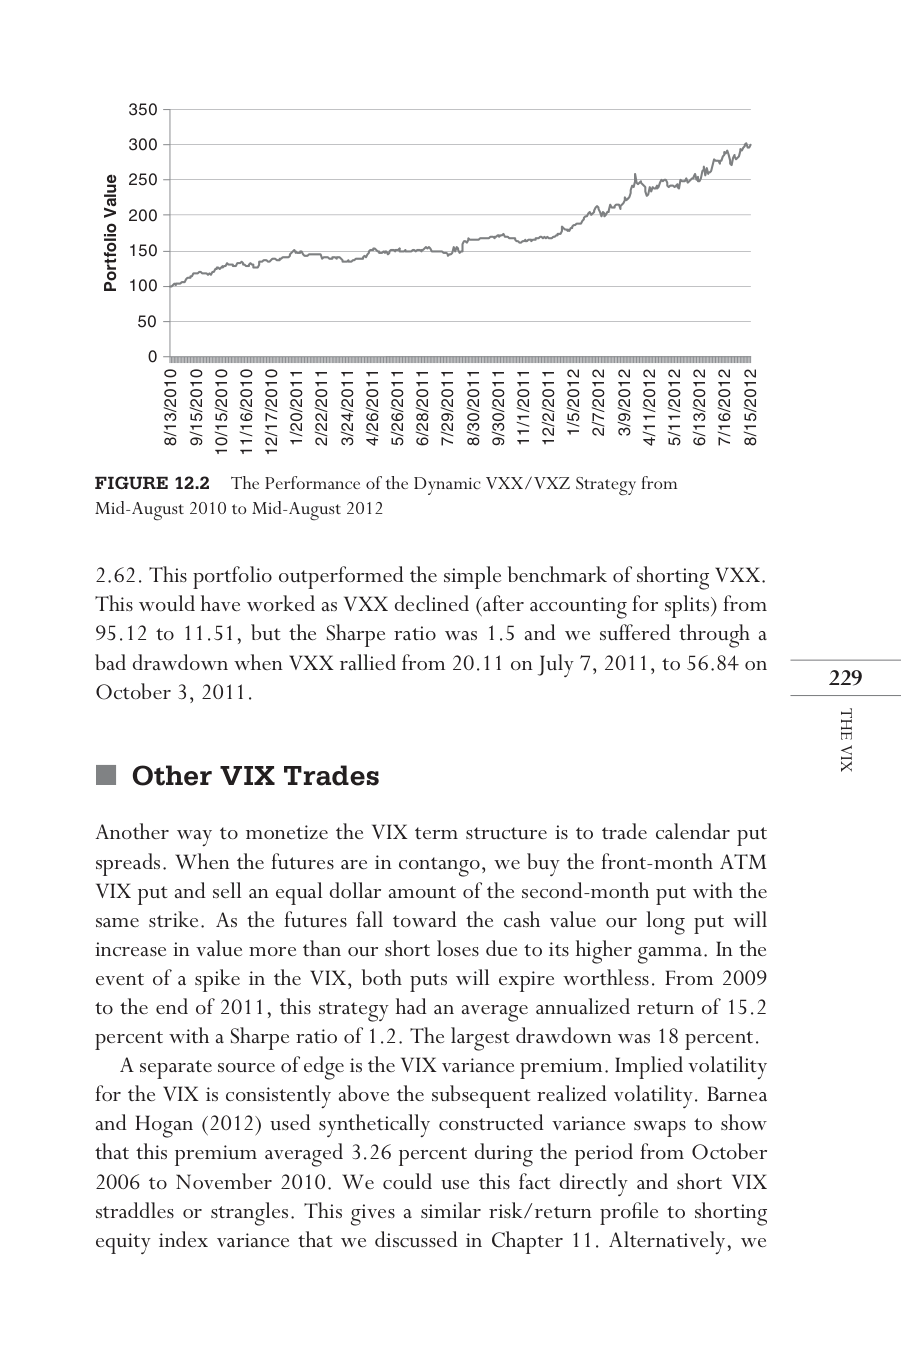 350
300
250
200
150
100
50
0
Portfolio Value
8/13/2010
9/15/2010
10/15/2010
11/16/2010
12/17/2010
1/20/2011
2/22/2011
3/24/2011
4/26/2011
5/26/2011
6/28/2011
7/29/2011
8/30/2011
9/30/2011
11/1/2011
12/2/2011
1/5/2012
2/7/2012
3/9/2012
4/11/2012
5/11/2012
6/13/2012
7/16/2012
8/15/2012
FIGURE 12.2 The Performance of the Dynamic VXX/VXZ Strategy from
Mid-August 2010 to Mid-August 2012
2.62. This portfolio outperformed the simple benchmark of shorting VXX.
This would have worked as VXX declined (after accounting for splits) from
95.12 to 11.51, but the Sharpe ratio was 1.5 and we suffered through a
bad drawdown when VXX rallied from 20.11 on July 7, 2011, to 56.84 on
October 3, 2011.
229
THE VIX
Other VIX Trades
Another way to monetize the VIX term structure is to trade calendar put
spreads. When the futures are in contango, we buy the front-month ATM
VIX put and sell an equal dollar amount of the second-month put with the
same strike. As the futures fall toward the cash value our long put will
increase in value more than our short loses due to its higher gamma. In the
event of a spike in the VIX, both puts will expire worthless. From 2009
to the end of 2011, this strategy had an average annualized return of 15.2
percent with a Sharpe ratio of 1.2. The largest drawdown was 18 percent.
A separate source of edge is the VIX variance premium. Implied volatility
for the VIX is consistently above the subsequent realized volatility. Barnea
and Hogan (2012) used synthetically constructed variance swaps to show
that this premium averaged 3.26 percent during the period from October
2006 to November 2010. We could use this fact directly and short VIX
straddles or strangles. This gives a similar risk/return profile to shorting
equity index variance that we discussed in Chapter 11. Alternatively, we